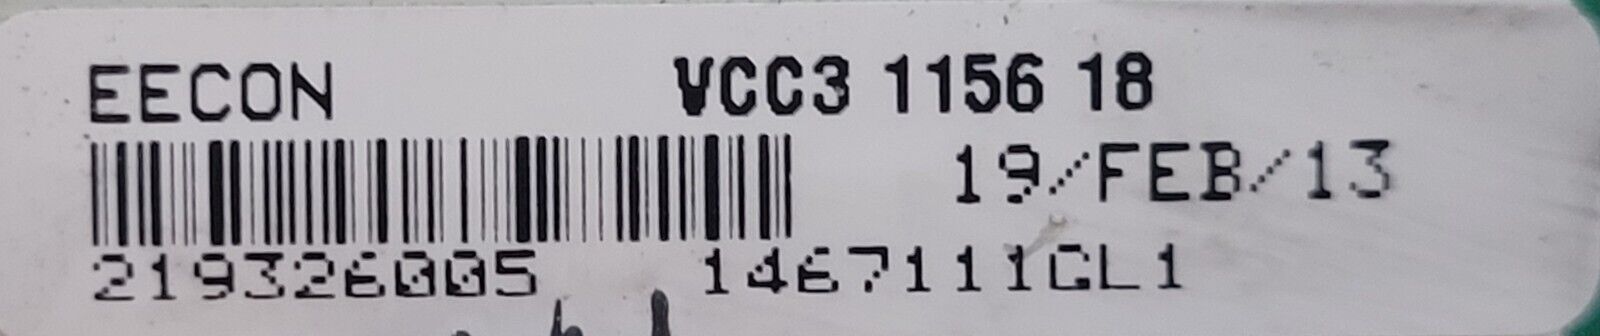 EECON VCC3 1156 18
19/FEB/13
219326005 1467111CL1